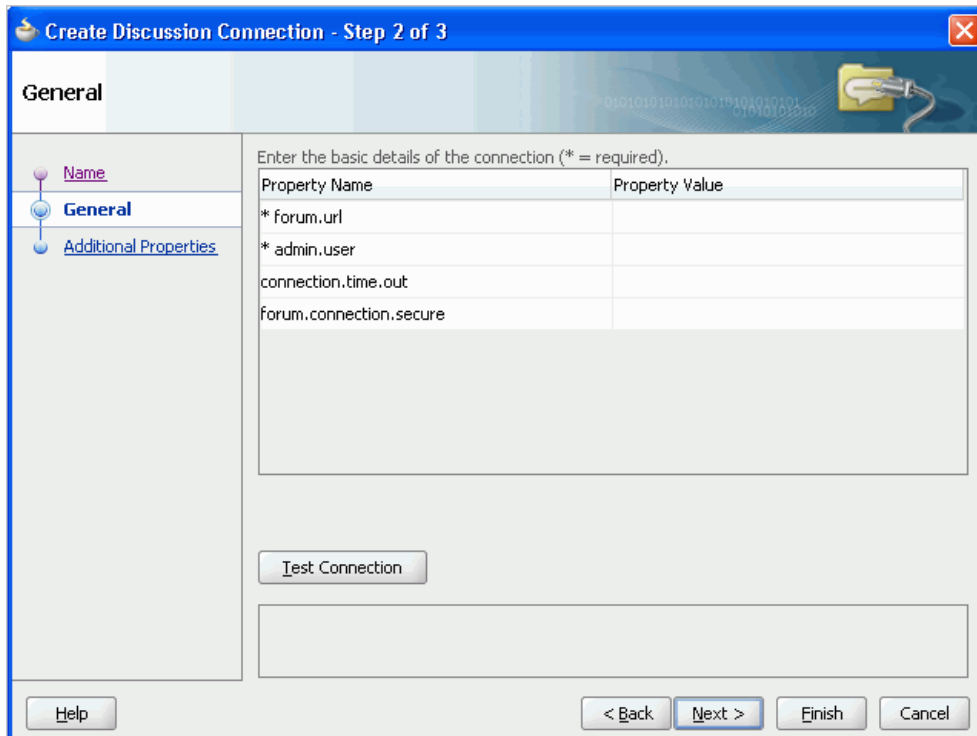 Create Discussion Connection - Step 2 of 3
General
Name
General
Additional Properties
Enter the basic details of the connection (* = required).
Property Name Property Value
* forum.url
* admin.user
connection.time.out
forum.connection.secure
Test Connection
Help < Back Next > Finish Cancel